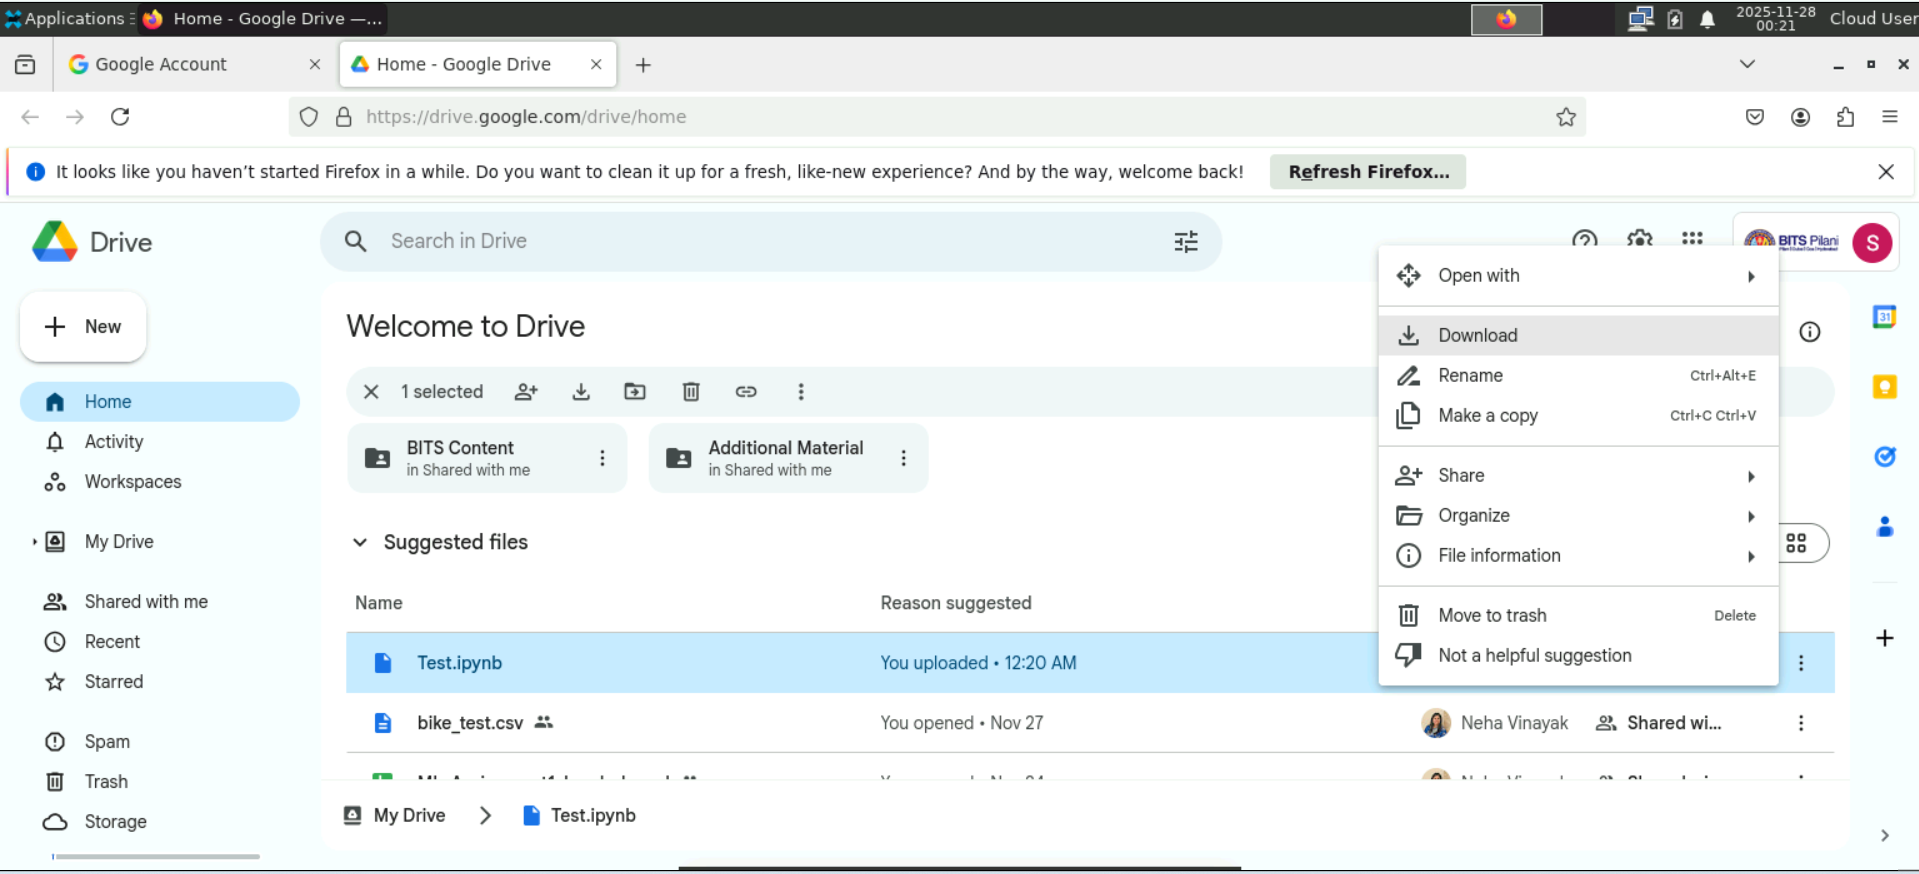 Applications
Home - Google Drive —...
2025-11-28
00:21
Cloud User
Google Account
Home - Google Drive
https://drive.google.com/drive/home
It looks like you haven’t started Firefox in a while. Do you want to clean it up for a fresh, like-new experience? And by the way, welcome back!
Refresh Firefox...
Drive
Search in Drive
BITS Pilani
S
New
Welcome to Drive
Home
Activity
Workspaces
My Drive
Shared with me
Recent
Starred
Spam
Trash
Storage
1 selected
BITS Content
in Shared with me
Additional Material
in Shared with me
Suggested files
Name
Reason suggested
Test.ipynb
You uploaded • 12:20 AM
bike_test.csv
You opened • Nov 27
Neha Vinayak
Shared wi...
My Drive
Test.ipynb
Open with
Download
Rename
Ctrl+Alt+E
Make a copy
Ctrl+C Ctrl+V
Share
Organize
File information
Move to trash
Delete
Not a helpful suggestion
31